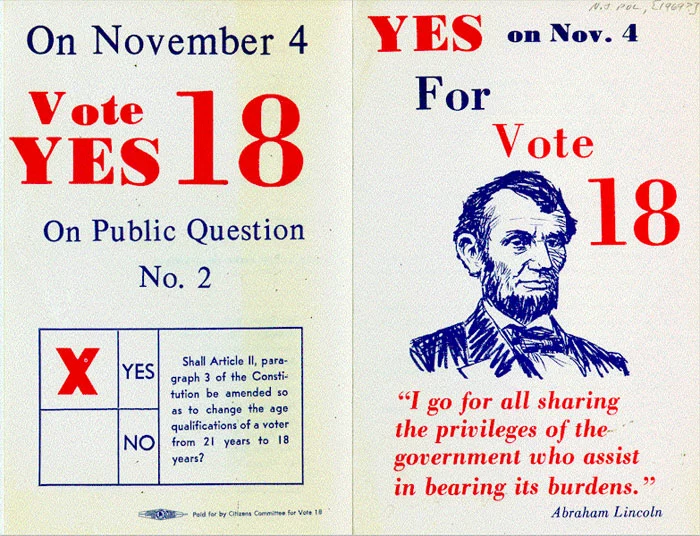 On November 4
Vote
YES 18
On Public Question
No. 2
X
YES
NO
Shall Article II, para-
graph 3 of the Consti-
tution be amended so
as to change the age
qualifications of a voter
from 21 years to 18
years?
Paid for by Citizens Committee for Vote 18
N.J. POL, [1969?]
YES on Nov. 4
For
Vote
18
“I go for all sharing
the privileges of the
government who assist
in bearing its burdens.”
Abraham Lincoln